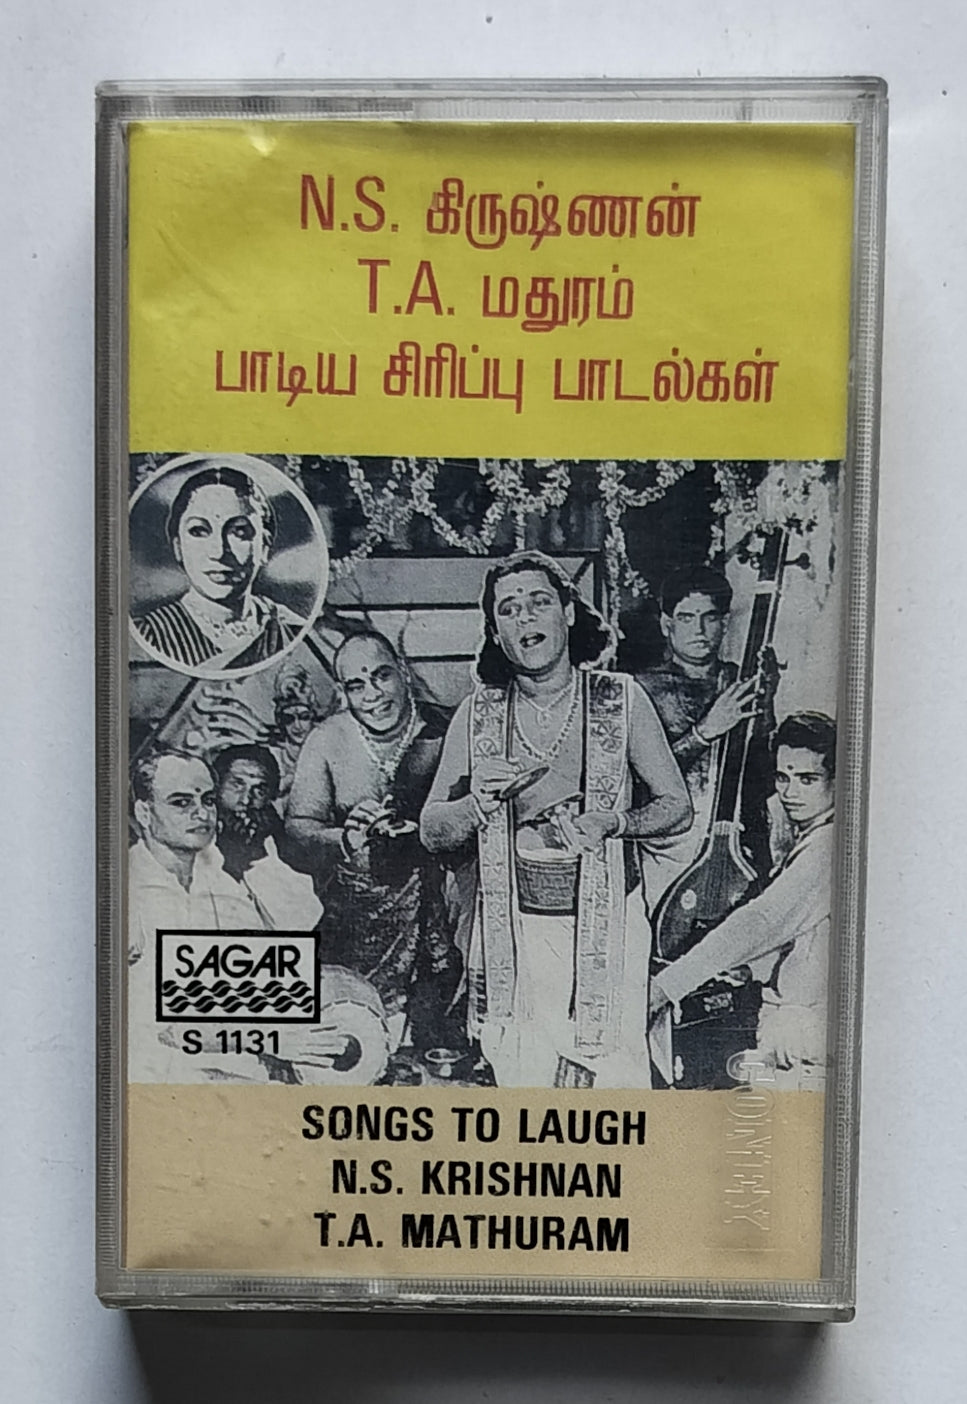 N.S. கிருஷ்ணன்
T.A. மதுரம்
பாடிய சிரிப்பு பாடல்கள்
SAGAR
S 1131
SONGS TO LAUGH
N.S. KRISHNAN
T.A. MATHURAM